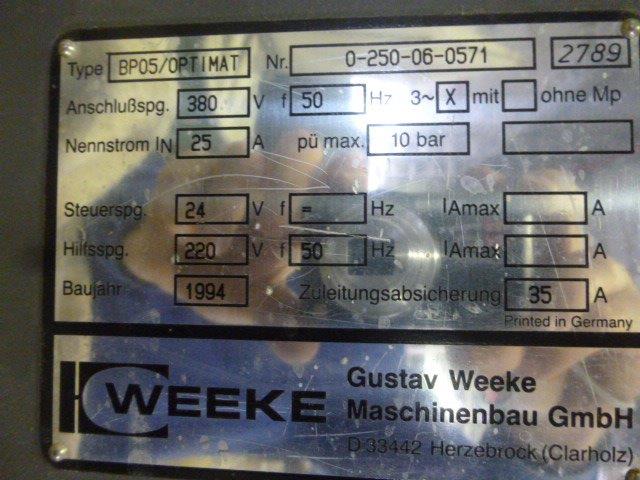 Type BP05/OPTIMAT Nr. 0-250-06-0571 2789
Anschlußspg. 380 V f 50 Hz 3~ X mit ohne Mp
Nennstrom IN 25 A pü max. 10 bar
Steuerspg. 24 V f = Hz IAmax A
Hilfsspg. 220 V f 50 Hz IAmax A
Baujahr 1994 Zuleitungsabsicherung 35 A
Printed in Germany
WEEKE
Gustav Weeke
Maschinenbau GmbH
D 33442 Herzebrock (Clarholz)